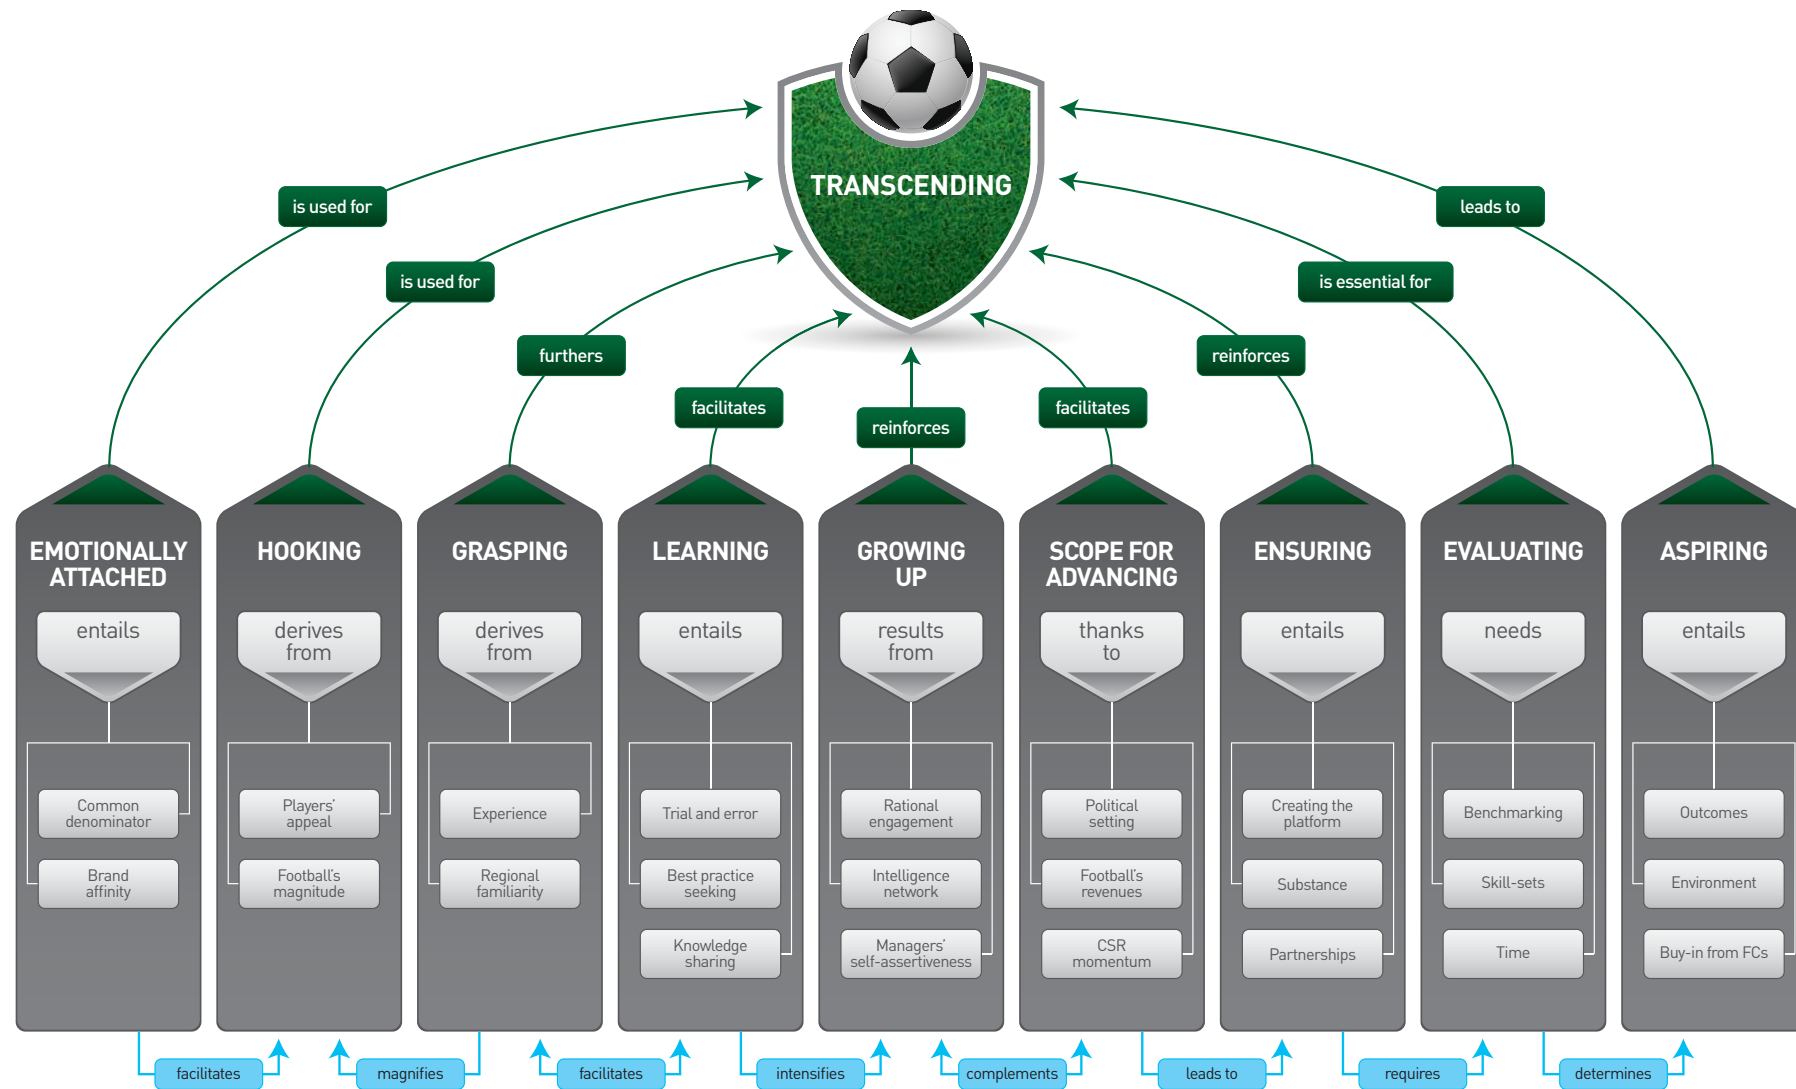 TRANSCENDING
is used for
leads to
is used for
is essential for
furthers
reinforces
facilitates
facilitates
reinforces
EMOTIONALLY
ATTACHED
entails
Common
denominator
Brand
affinity
HOOKING
derives
from
Players’
appeal
Football’s
magnitude
GRASPING
derives
from
Experience
Regional
familiarity
LEARNING
entails
Trial and error
Best practice
seeking
Knowledge
sharing
GROWING
UP
results
from
Rational
engagement
Intelligence
network
Managers’
self-assertiveness
SCOPE FOR
ADVANCING
thanks
to
Political
setting
Football’s
revenues
CSR
momentum
ENSURING
entails
Creating the
platform
Substance
Partnerships
EVALUATING
needs
Benchmarking
Skill-sets
Time
ASPIRING
entails
Outcomes
Environment
Buy-in from FCs
facilitates
magnifies
facilitates
intensifies
complements
leads to
requires
determines